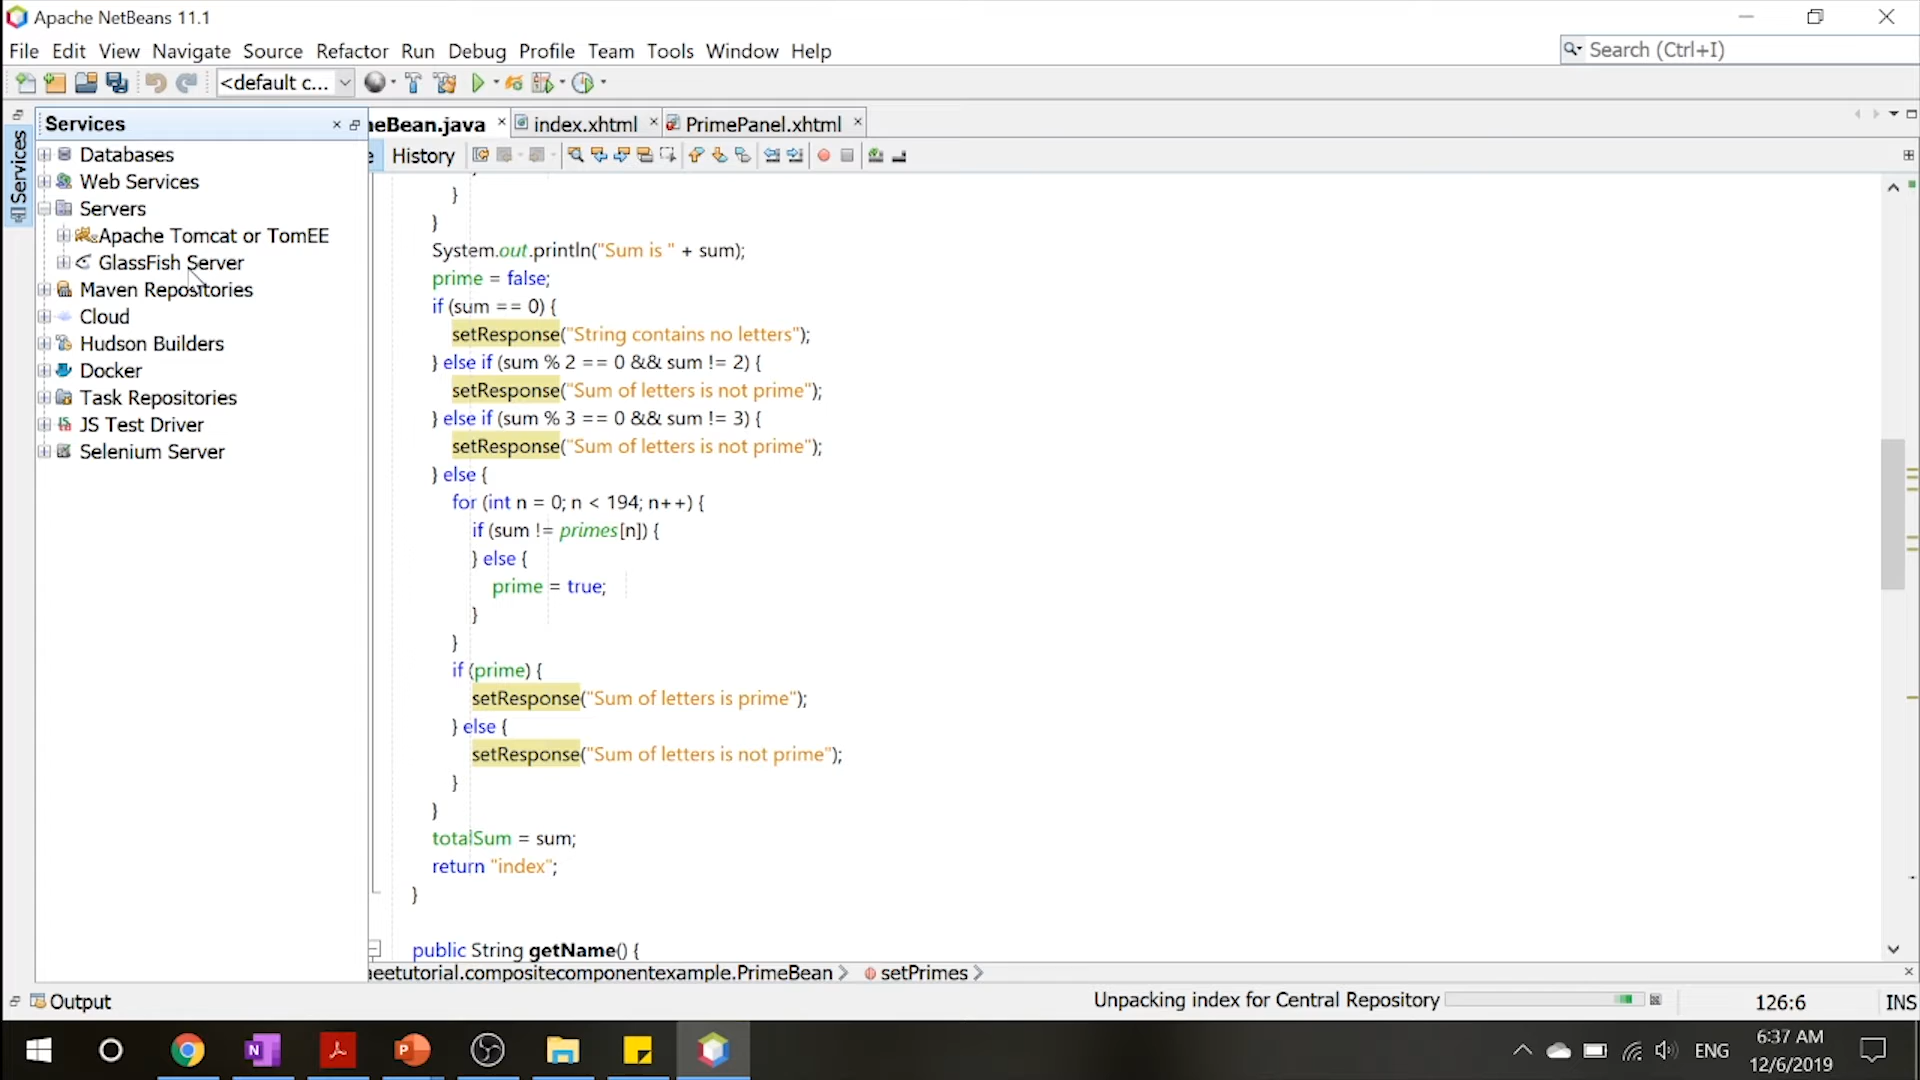 Apache NetBeans 11.1
File Edit View Navigate Source Refactor Run Debug Profile Team Tools Window Help
Search (Ctrl+I)
<default c...
Services
Services
Databases
Web Services
Servers
Apache Tomcat or TomEE
GlassFish Server
Maven Repositories
Cloud
Hudson Builders
Docker
Task Repositories
JS Test Driver
Selenium Server
neBean.java
index.xhtml
PrimePanel.xhtml
e History
}
}
System.out.println("Sum is " + sum);
prime = false;
if (sum == 0) {
setResponse("String contains no letters");
} else if (sum % 2 == 0 && sum != 2) {
setResponse("Sum of letters is not prime");
} else if (sum % 3 == 0 && sum != 3) {
setResponse("Sum of letters is not prime");
} else {
for (int n = 0; n < 194; n++) {
if (sum != primes[n]) {
} else {
prime = true;
}
}
if (prime) {
setResponse("Sum of letters is prime");
} else {
setResponse("Sum of letters is not prime");
}
}
totalSum = sum;
return "index";
}
public String getName() {
eetutorial.compositecomponentexample.PrimeBean
setPrimes
Output
Unpacking index for Central Repository
126:6
INS
ENG
6:37 AM
12/6/2019